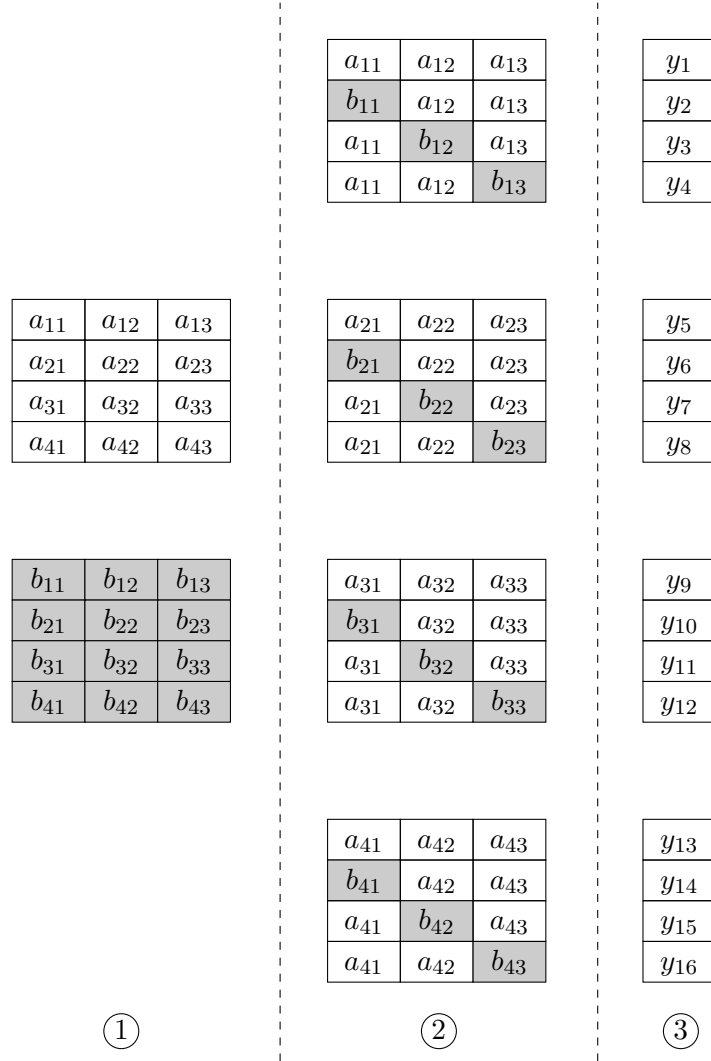 a₁₁ a₁₂ a₁₃ y₁
b₁₁ a₁₂ a₁₃ y₂
a₁₁ b₁₂ a₁₃ y₃
a₁₁ a₁₂ b₁₃ y₄
a₁₁ a₁₂ a₁₃ a₂₁ a₂₂ a₂₃ y₅
a₂₁ a₂₂ a₂₃ b₂₁ a₂₂ a₂₃ y₆
a₃₁ a₃₂ a₃₃ a₂₁ b₂₂ a₂₃ y₇
a₄₁ a₄₂ a₄₃ a₂₁ a₂₂ b₂₃ y₈
b₁₁ b₁₂ b₁₃ a₃₁ a₃₂ a₃₃ y₉
b₂₁ b₂₂ b₂₃ b₃₁ a₃₂ a₃₃ y₁₀
b₃₁ b₃₂ b₃₃ a₃₁ b₃₂ a₃₃ y₁₁
b₄₁ b₄₂ b₄₃ a₃₁ a₃₂ b₃₃ y₁₂
a₄₁ a₄₂ a₄₃ y₁₃
b₄₁ a₄₂ a₄₃ y₁₄
a₄₁ b₄₂ a₄₃ y₁₅
a₄₁ a₄₂ b₄₃ y₁₆
① ② ③